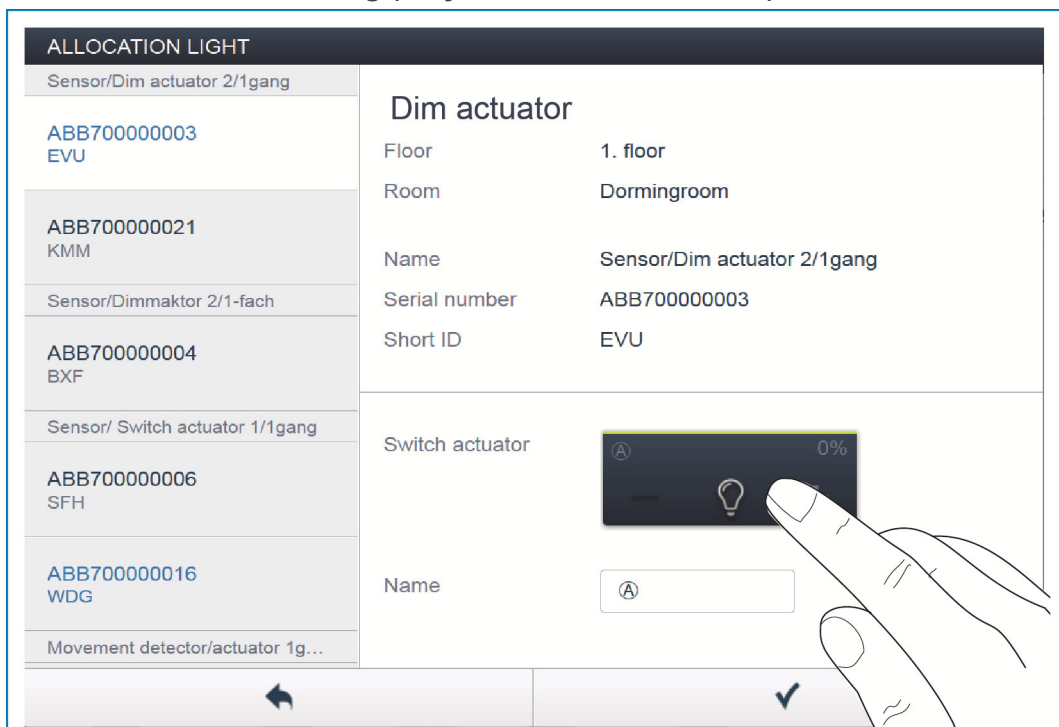 ALLOCATION LIGHT
Sensor/Dim actuator 2/1gang
ABB700000003
EVU
ABB700000021
KMM
Sensor/Dimmaktor 2/1-fach
ABB700000004
BXF
Sensor/ Switch actuator 1/1gang
ABB700000006
SFH
ABB700000016
WDG
Movement detector/actuator 1g...
Dim actuator
Floor 1. floor
Room Dormingroom
Name Sensor/Dim actuator 2/1gang
Serial number ABB700000003
Short ID EVU
Switch actuator
Ⓐ 0%
Name Ⓐ